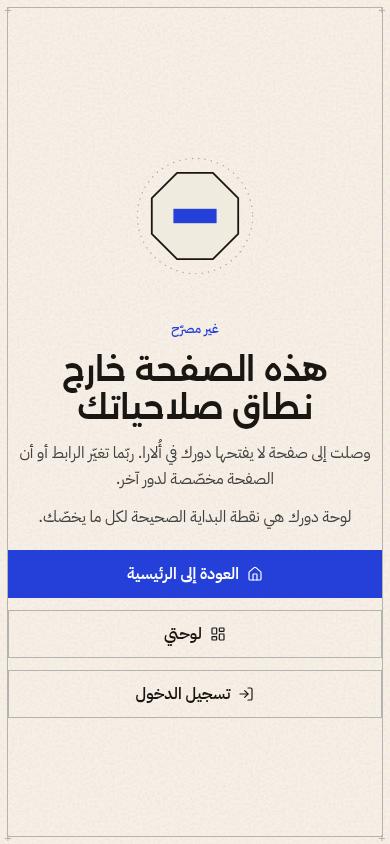 غير مصرّح
هذه الصفحة خارج
نطاق صلاحياتك
وصلت إلى صفحة لا يفتحها دورك في أُلارا. ربّما تغيّر الرابط أو أن
الصفحة مخصّصة لدور آخر.
لوحة دورك هي نقطة البداية الصحيحة لكل ما يخصّك.
العودة إلى الرئيسية
لوحتي
تسجيل الدخول